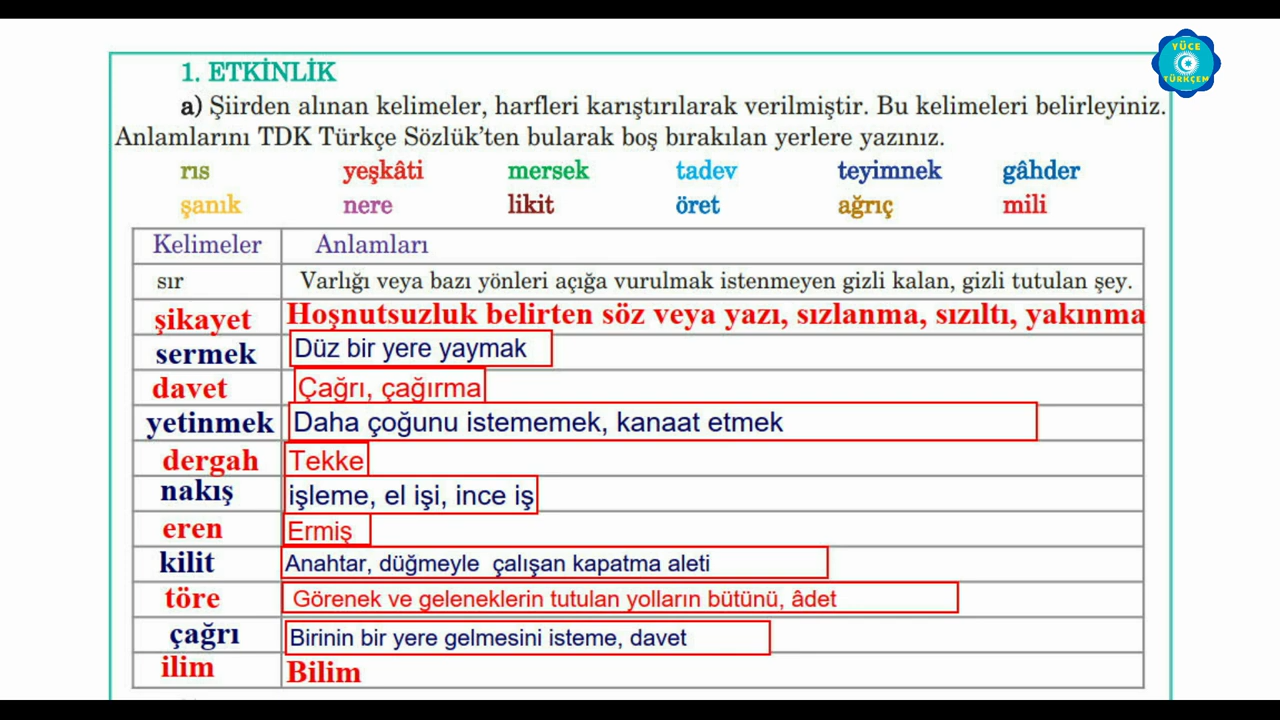 YÜCE
TÜRKÇEM
1. ETKİNLİK
a) Şiirden alınan kelimeler, harfleri karıştırılarak verilmiştir. Bu kelimeleri belirleyiniz.
Anlamlarını TDK Türkçe Sözlük’ten bularak boş bırakılan yerlere yazınız.
rıs yeşkâti mersek tadev teyimnek gâhder
şanık nere likit öret ağrıç mili
Kelimeler Anlamları
sır Varlığı veya bazı yönleri açığa vurulmak istenmeyen gizli kalan, gizli tutulan şey.
şikayet Hoşnutsuzluk belirten söz veya yazı, sızlanma, sızıltı, yakınma
sermek Düz bir yere yaymak
davet Çağrı, çağırma
yetinmek Daha çoğunu istememek, kanaat etmek
dergah Tekke
nakış işleme, el işi, ince iş
eren Ermiş
kilit Anahtar, düğmeyle çalışan kapatma aleti
töre Görenek ve geleneklerin tutulan yolların bütünü, âdet
çağrı Birinin bir yere gelmesini isteme, davet
ilim Bilim